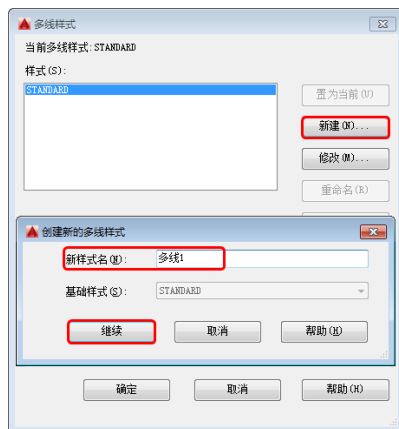 多线样式
当前多线样式:STANDARD
样式(S):
STANDARD
置为当前(U)
新建(N)...
修改(M)...
重命名(R)
创建新的多线样式
新样式名(N): 多线1
基础样式(S): STANDARD
继续 取消 帮助(H)
确定 取消 帮助(H)